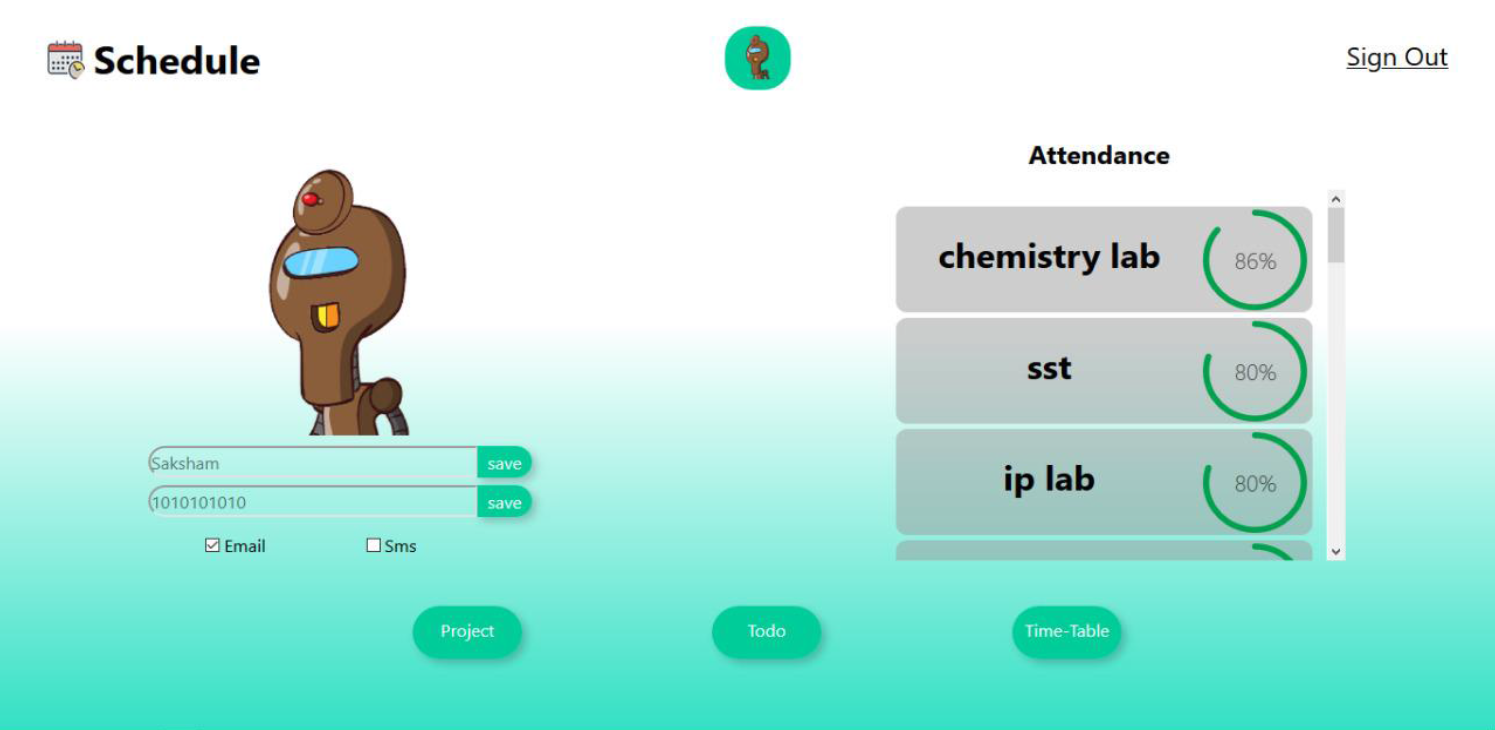 Schedule
Sign Out
Attendance
chemistry lab 86%
sst 80%
ip lab 80%
Saksham save
1010101010 save
Email Sms
Project Todo Time-Table